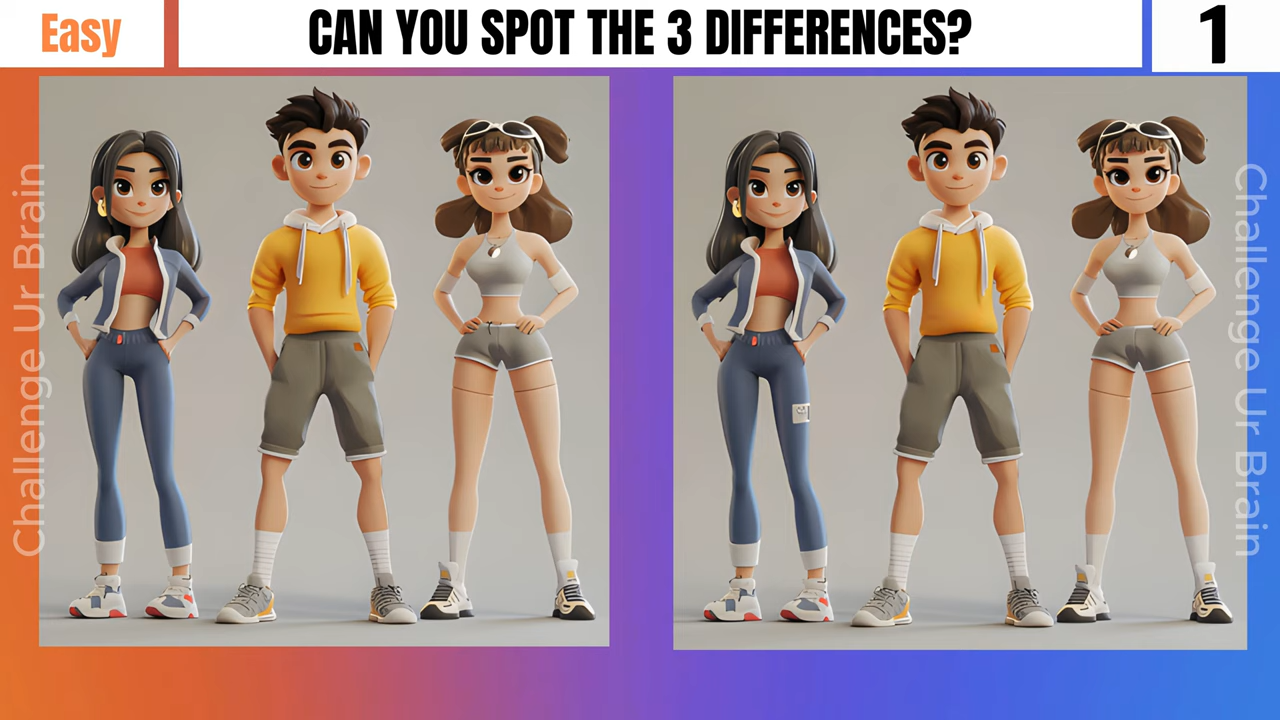 Easy
CAN YOU SPOT THE 3 DIFFERENCES?
1
Challenge Ur Brain
Challenge Ur Brain